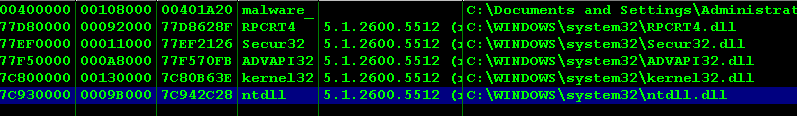 00400000 00108000 00401A20 malware_ C:\Documents and Settings\Administrat
77D80000 00092000 77D8628F RPCRT4 5.1.2600.5512 (x C:\WINDOWS\system32\RPCRT4.dll
77EF0000 00011000 77EF2126 Secur32 5.1.2600.5512 (x C:\WINDOWS\system32\Secur32.dll
77F50000 000A8000 77F570FB ADVAPI32 5.1.2600.5512 (x C:\WINDOWS\system32\ADVAPI32.dll
7C800000 00130000 7C80B63E kernel32 5.1.2600.5512 (x C:\WINDOWS\system32\kernel32.dll
7C930000 0009B000 7C942C28 ntdll 5.1.2600.5512 (x C:\WINDOWS\system32\ntdll.dll